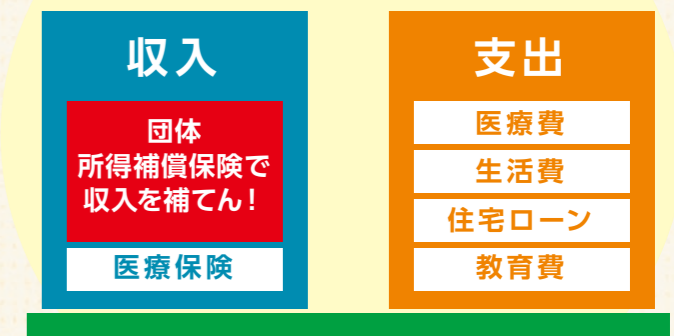 収入
団体
所得補償保険で
収入を補てん!
医療保険
支出
医療費
生活費
住宅ローン
教育費